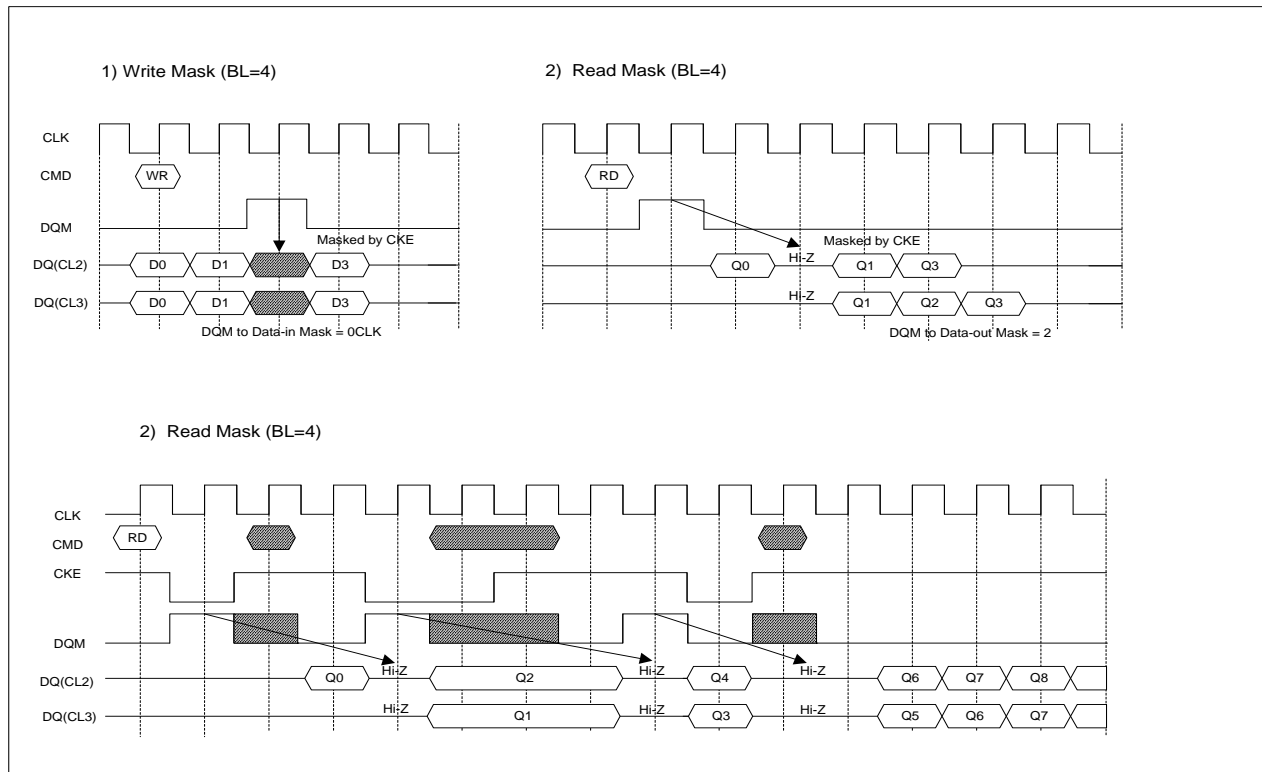 1) Write Mask (BL=4)
2) Read Mask (BL=4)
CLK
CMD
WR
DQM
Masked by CKE
DQ(CL2)
D0 D1 D3
DQ(CL3)
D0 D1 D3
DQM to Data-in Mask = 0CLK
RD
Masked by CKE
Q0 Hi-Z Q1 Q3
Hi-Z Q1 Q2 Q3
DQM to Data-out Mask = 2
2) Read Mask (BL=4)
CLK
CMD
RD
CKE
DQM
DQ(CL2)
Q0 Hi-Z Q2 Hi-Z Q4 Hi-Z Q6 Q7 Q8
DQ(CL3)
Hi-Z Q1 Hi-Z Q3 Hi-Z Q5 Q6 Q7